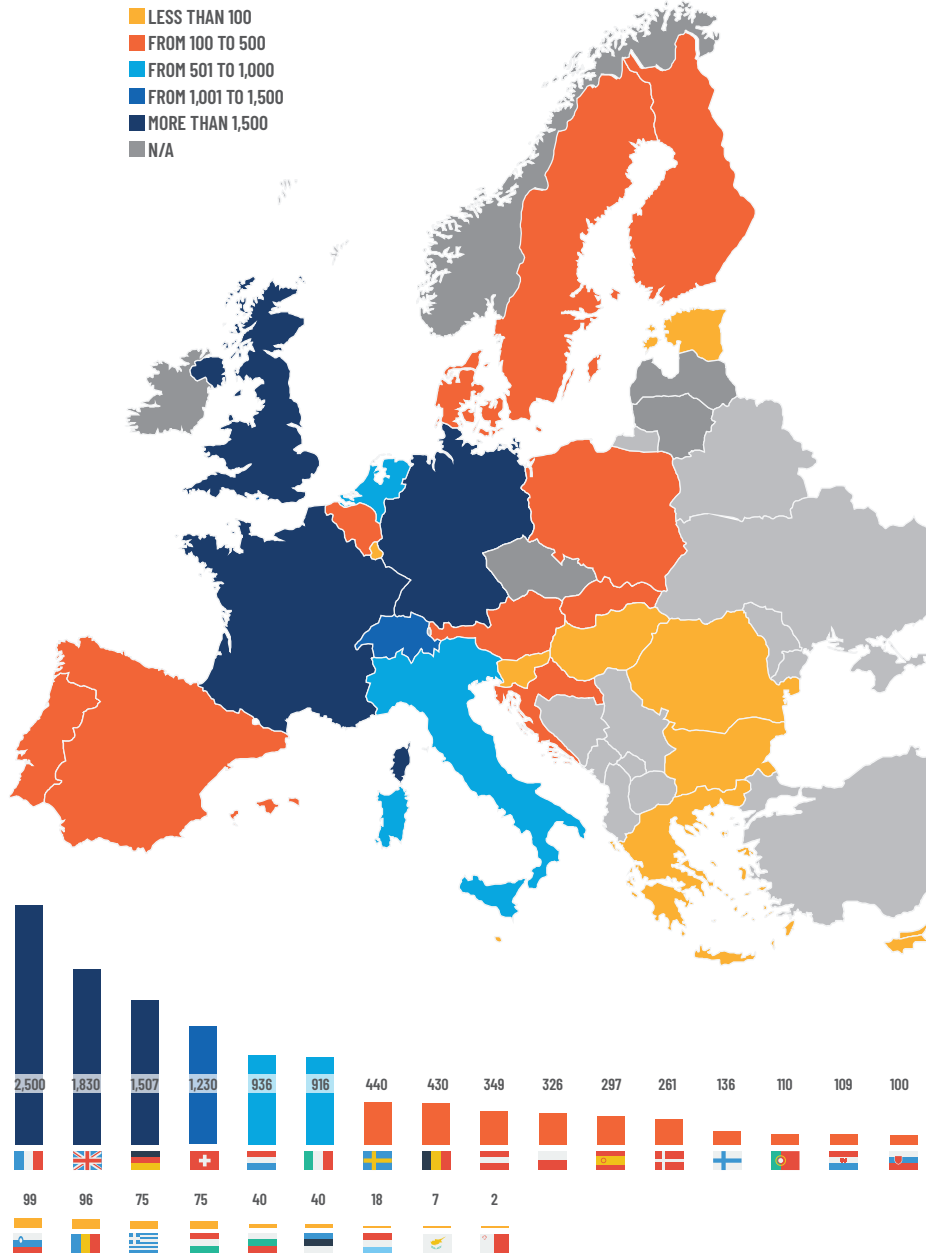 LESS THAN 100
FROM 100 TO 500
FROM 501 TO 1,000
FROM 1,001 TO 1,500
MORE THAN 1,500
N/A
2,500 1,830 1,507 1,230 936 916 440 430 349 326 297 261 136 110 109 100
99 96 75 75 40 40 18 7 2